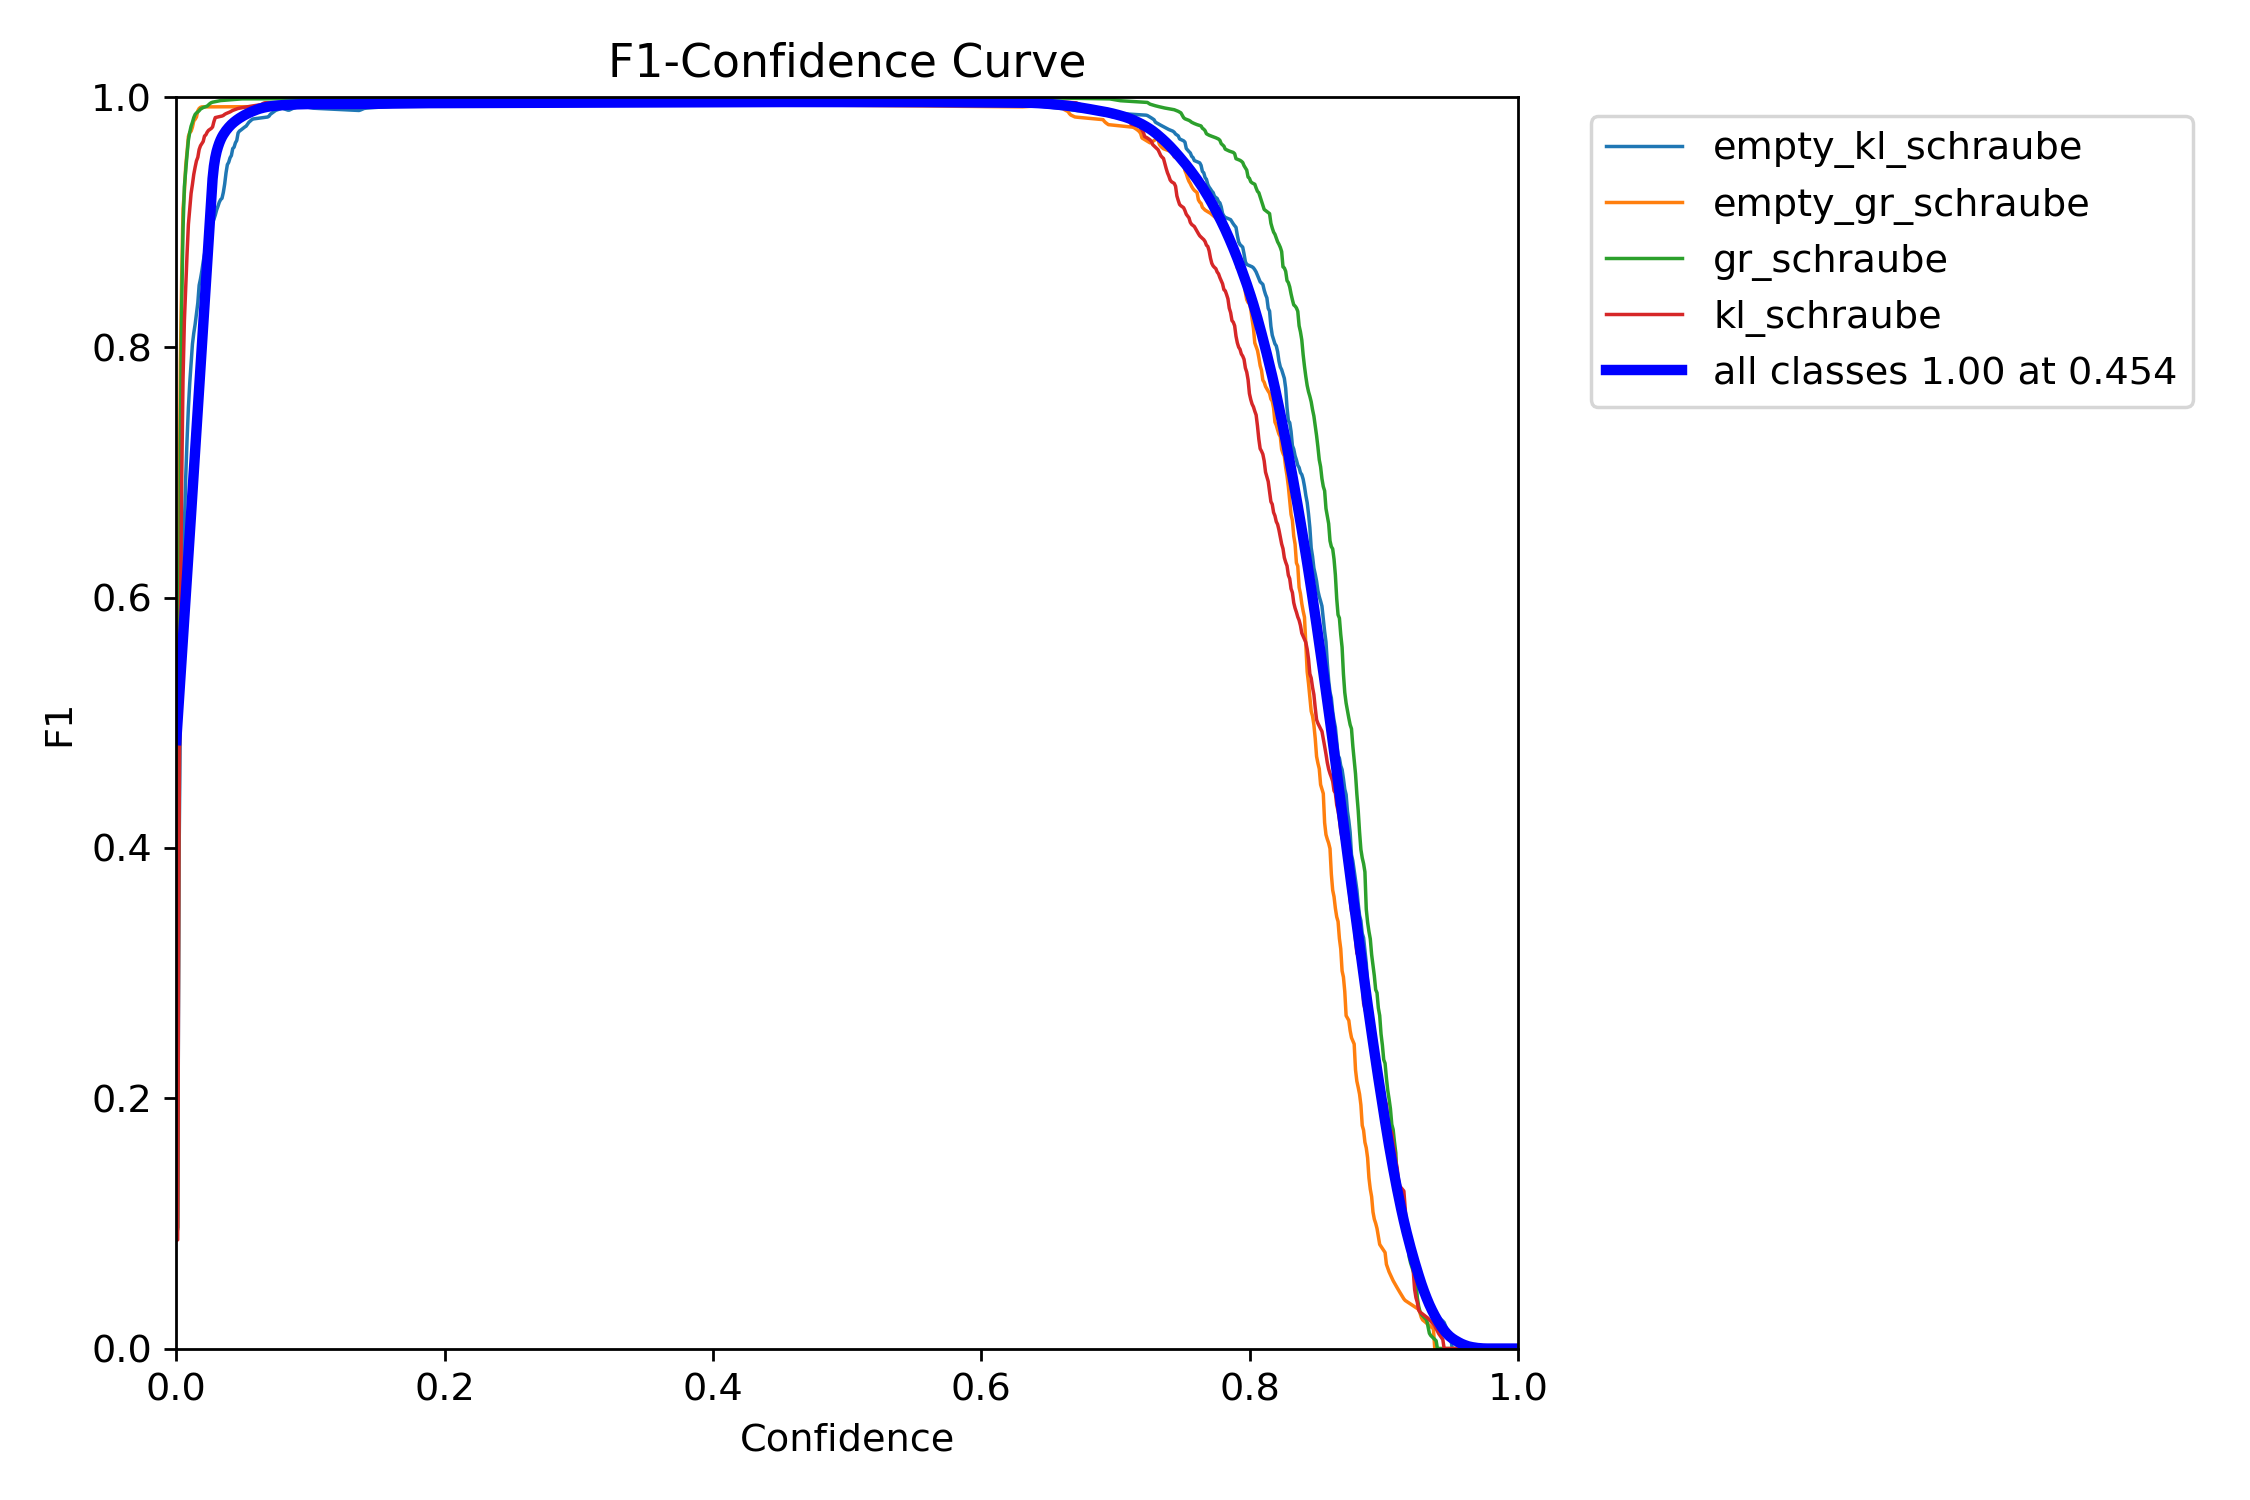 F1-Confidence Curve
1.0
0.8
0.6
0.4
0.2
0.0
F1
0.0 0.2 0.4 0.6 0.8 1.0
Confidence
empty_kl_schraube
empty_gr_schraube
gr_schraube
kl_schraube
all classes 1.00 at 0.454